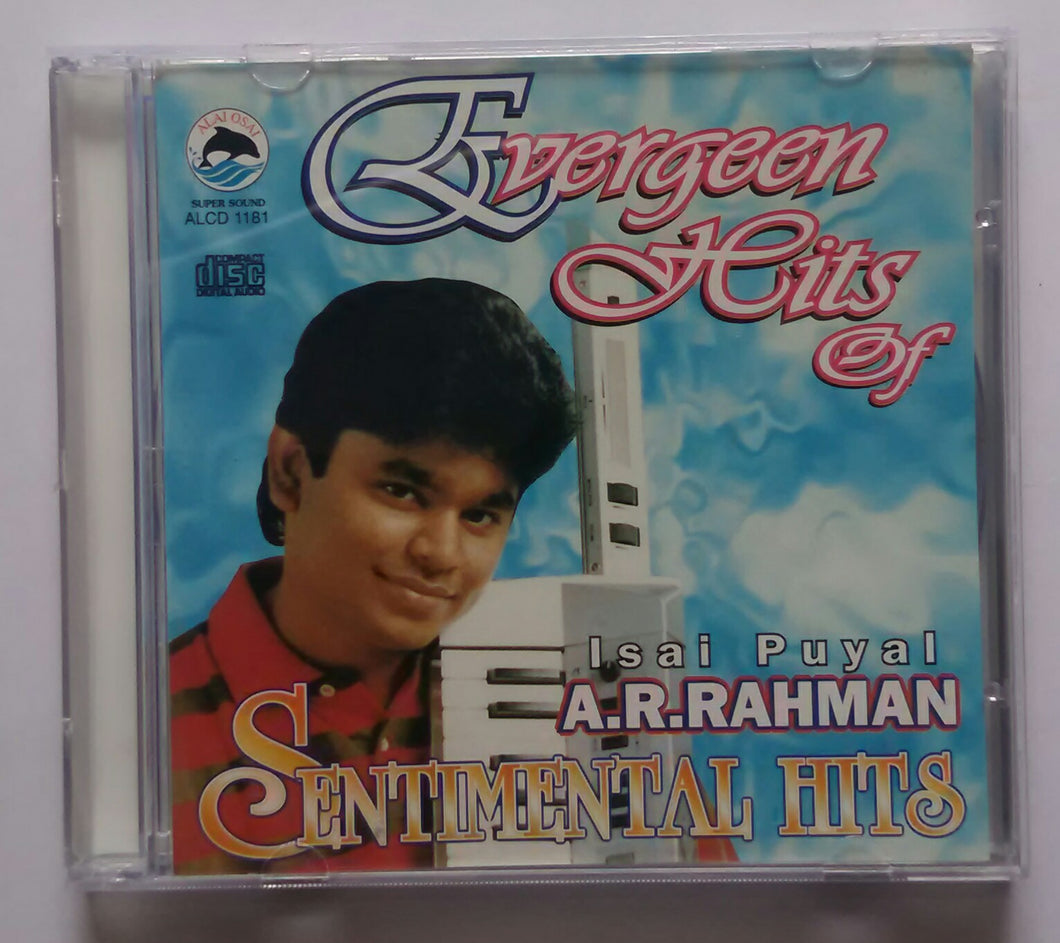 ALAI OSAI
SUPER SOUND
ALCD 1181
COMPACT
disc
DIGITAL AUDIO
Evergeen
Hits
Of
Isai Puyal
A.R.RAHMAN
SENTIMENTAL HITS